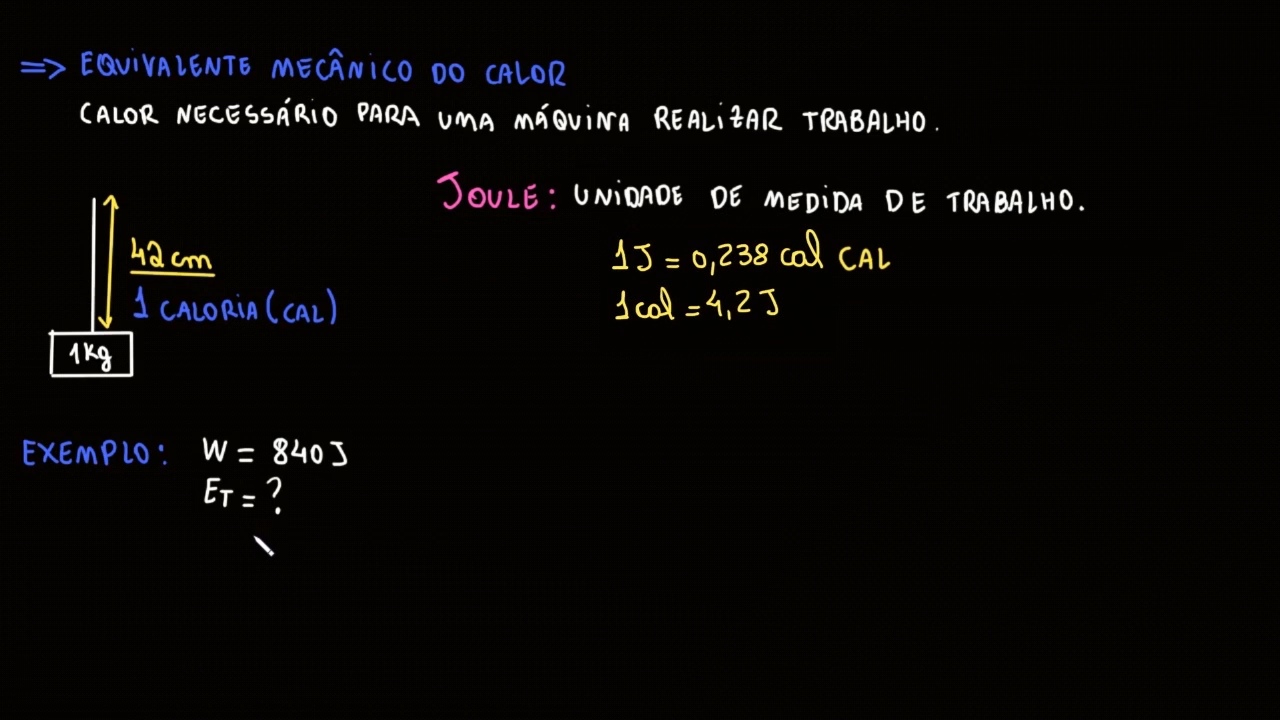 => EQUIVALENTE MECÂNICO DO CALOR
CALOR NECESSÁRIO PARA UMA MÁQUINA REALIZAR TRABALHO.
JOULE: UNIDADE DE MEDIDA DE TRABALHO.
42 cm
1 CALORIA (CAL)
1Kg
1J = 0,238 cal CAL
1cal = 4,2 J
EXEMPLO: W = 840J
ET = ?